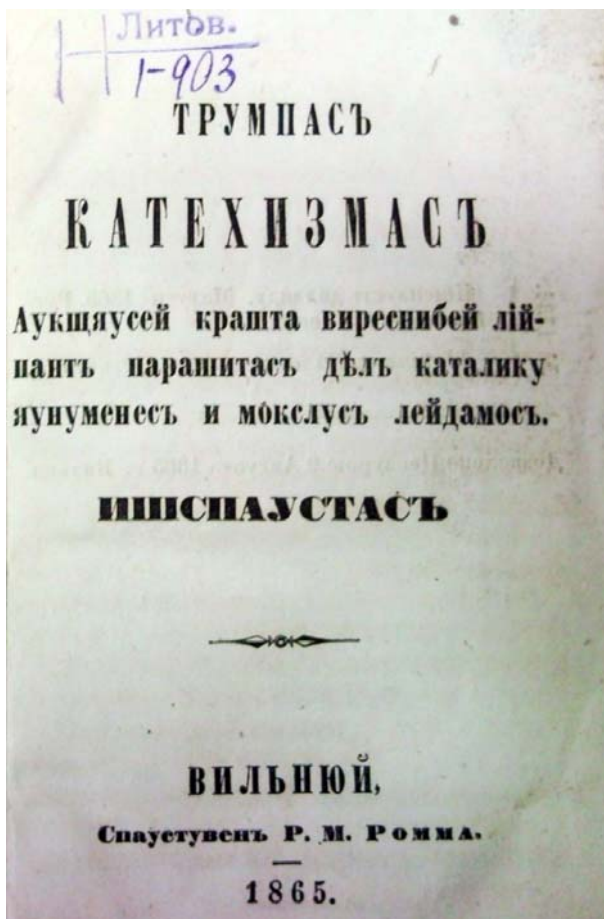 Литов.
1-903
ТРУМПАСЪ
КАТЕХИЗМАСЪ
Аукщяусей крашта виреснибей лій-
пантъ парашитасъ дѣлъ каталику
яунуменесъ и мокслусъ лейдамосъ.
ИШСПАУСТАСЪ
ВИЛЬНЮЙ,
Спаустувенъ Р. М. Ромма.
1865.